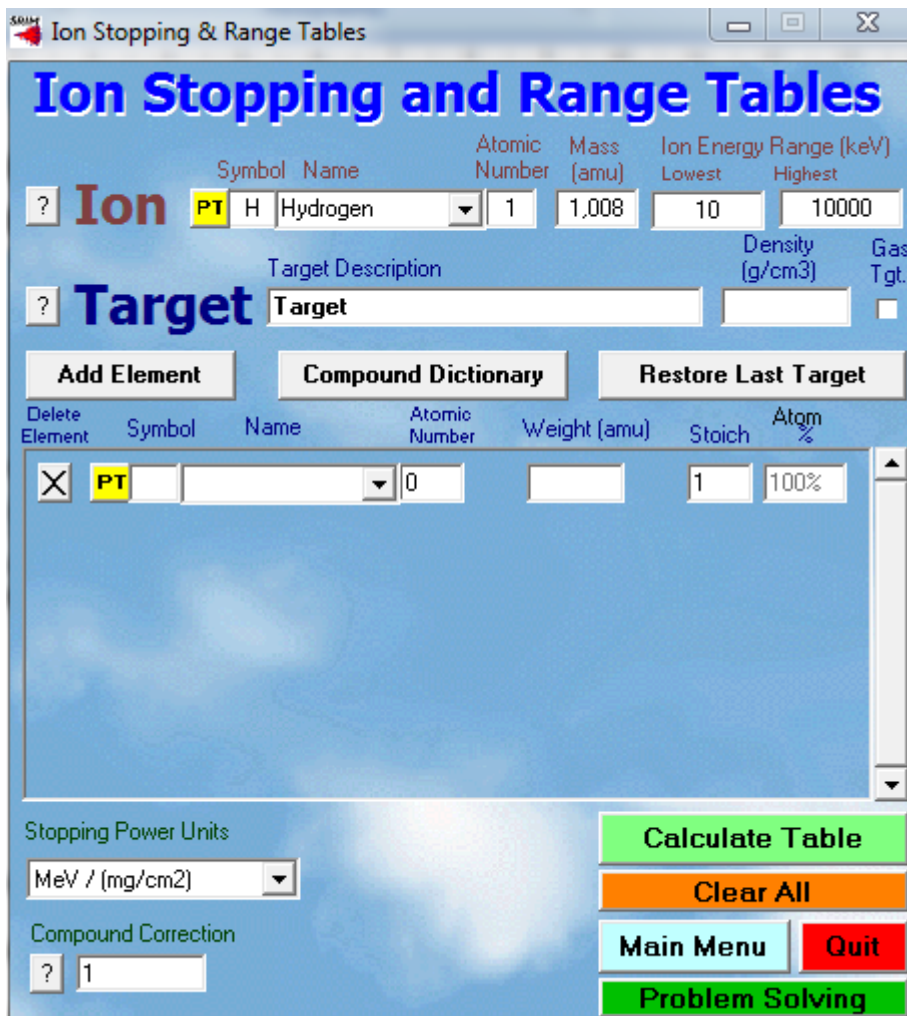 SRIM
Ion Stopping & Range Tables
Ion Stopping and Range Tables
Symbol Name Atomic Number Mass (amu) Ion Energy Range (keV) Lowest Highest
? Ion PT H Hydrogen 1 1,008 10 10000
Target Description Density (g/cm3) Gas Tgt.
? Target Target
Add Element Compound Dictionary Restore Last Target
Delete Element Symbol Name Atomic Number Weight (amu) Stoich Atom %
X PT 0 1 100%
Stopping Power Units
MeV / (mg/cm2)
Compound Correction
? 1
Calculate Table
Clear All
Main Menu Quit
Problem Solving